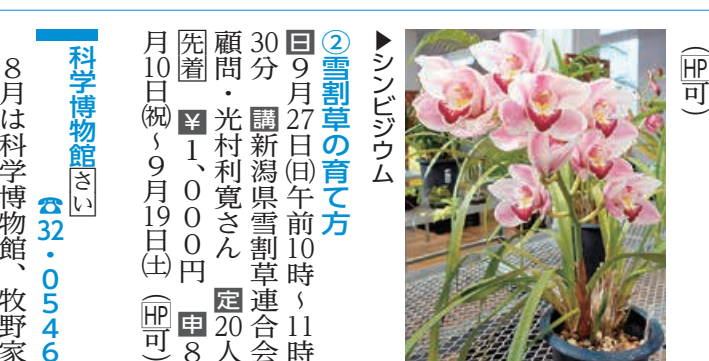 （HP可）
▶シンビジウム
②雪割草の育て方
日9月27日㈰午前10時～11時
30分　講新潟県雪割草連合会
顧問・光村利寛さん　定20人
先着　¥1、000円　申8
月10日㈷～9月19日㈯（HP可）
科学博物館さい
☎32・0546
8月は科学博物館、牧野家